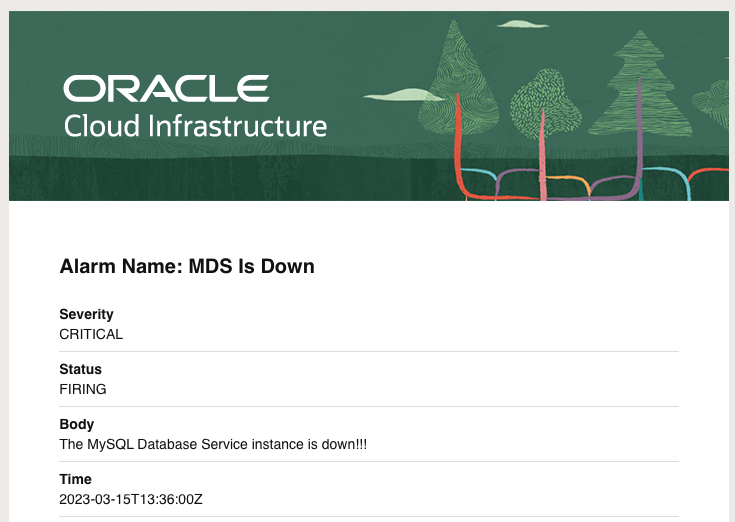 ORACLE
Cloud Infrastructure
Alarm Name: MDS Is Down
Severity
CRITICAL
Status
FIRING
Body
The MySQL Database Service instance is down!!!
Time
2023-03-15T13:36:00Z